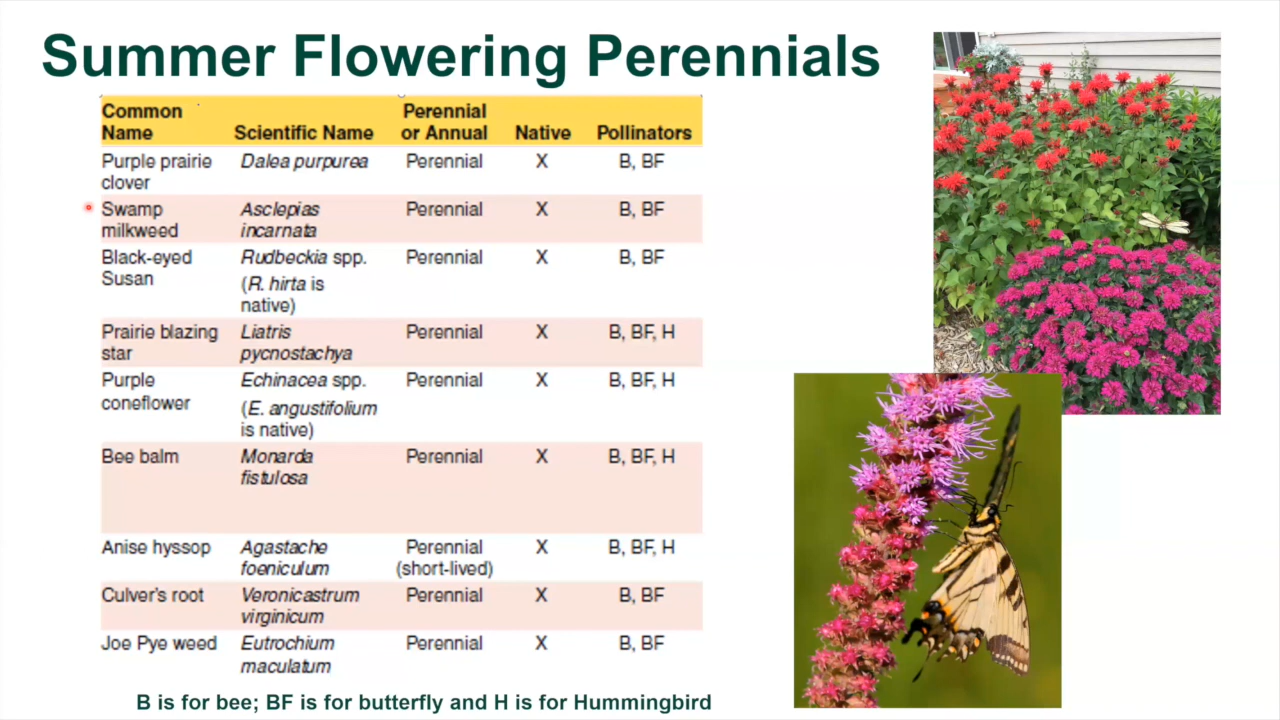 Summer Flowering Perennials
Common Name Scientific Name Perennial or Annual Native Pollinators
Purple prairie clover Dalea purpurea Perennial X B, BF
Swamp milkweed Asclepias incarnata Perennial X B, BF
Black-eyed Susan Rudbeckia spp. (R. hirta is native) Perennial X B, BF
Prairie blazing star Liatris pycnostachya Perennial X B, BF, H
Purple coneflower Echinacea spp. (E. angustifolium is native) Perennial X B, BF, H
Bee balm Monarda fistulosa Perennial X B, BF, H
Anise hyssop Agastache foeniculum Perennial (short-lived) X B, BF, H
Culver's root Veronicastrum virginicum Perennial X B, BF
Joe Pye weed Eutrochium maculatum Perennial X B, BF
B is for bee; BF is for butterfly and H is for Hummingbird